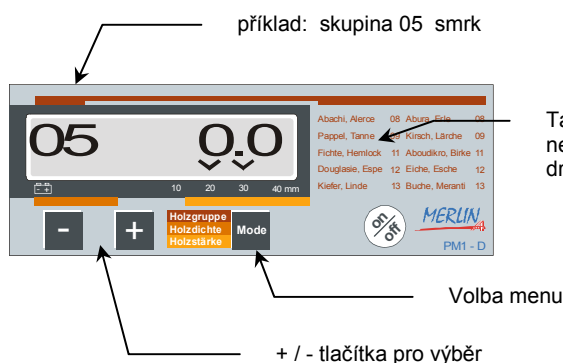 příklad: skupina 05 smrk
05 0.0
10 20 30 40 mm
Abachi, Alerce 08 Abura, Erle 08
Pappel, Tanne 09 Kirsch, Lärche 09
Fichte, Hemlock 11 Aboudikro, Birke 11
Douglasie, Espe 12 Eiche, Esche 12
Kiefer, Linde 13 Buche, Meranti 13
Ta
ne
dr
- + Holzgruppe
Holzdichte
Holzstärke
Mode
on/off
MERLIN
PM1 - D
Volba menu
+ / - tlačítka pro výběr